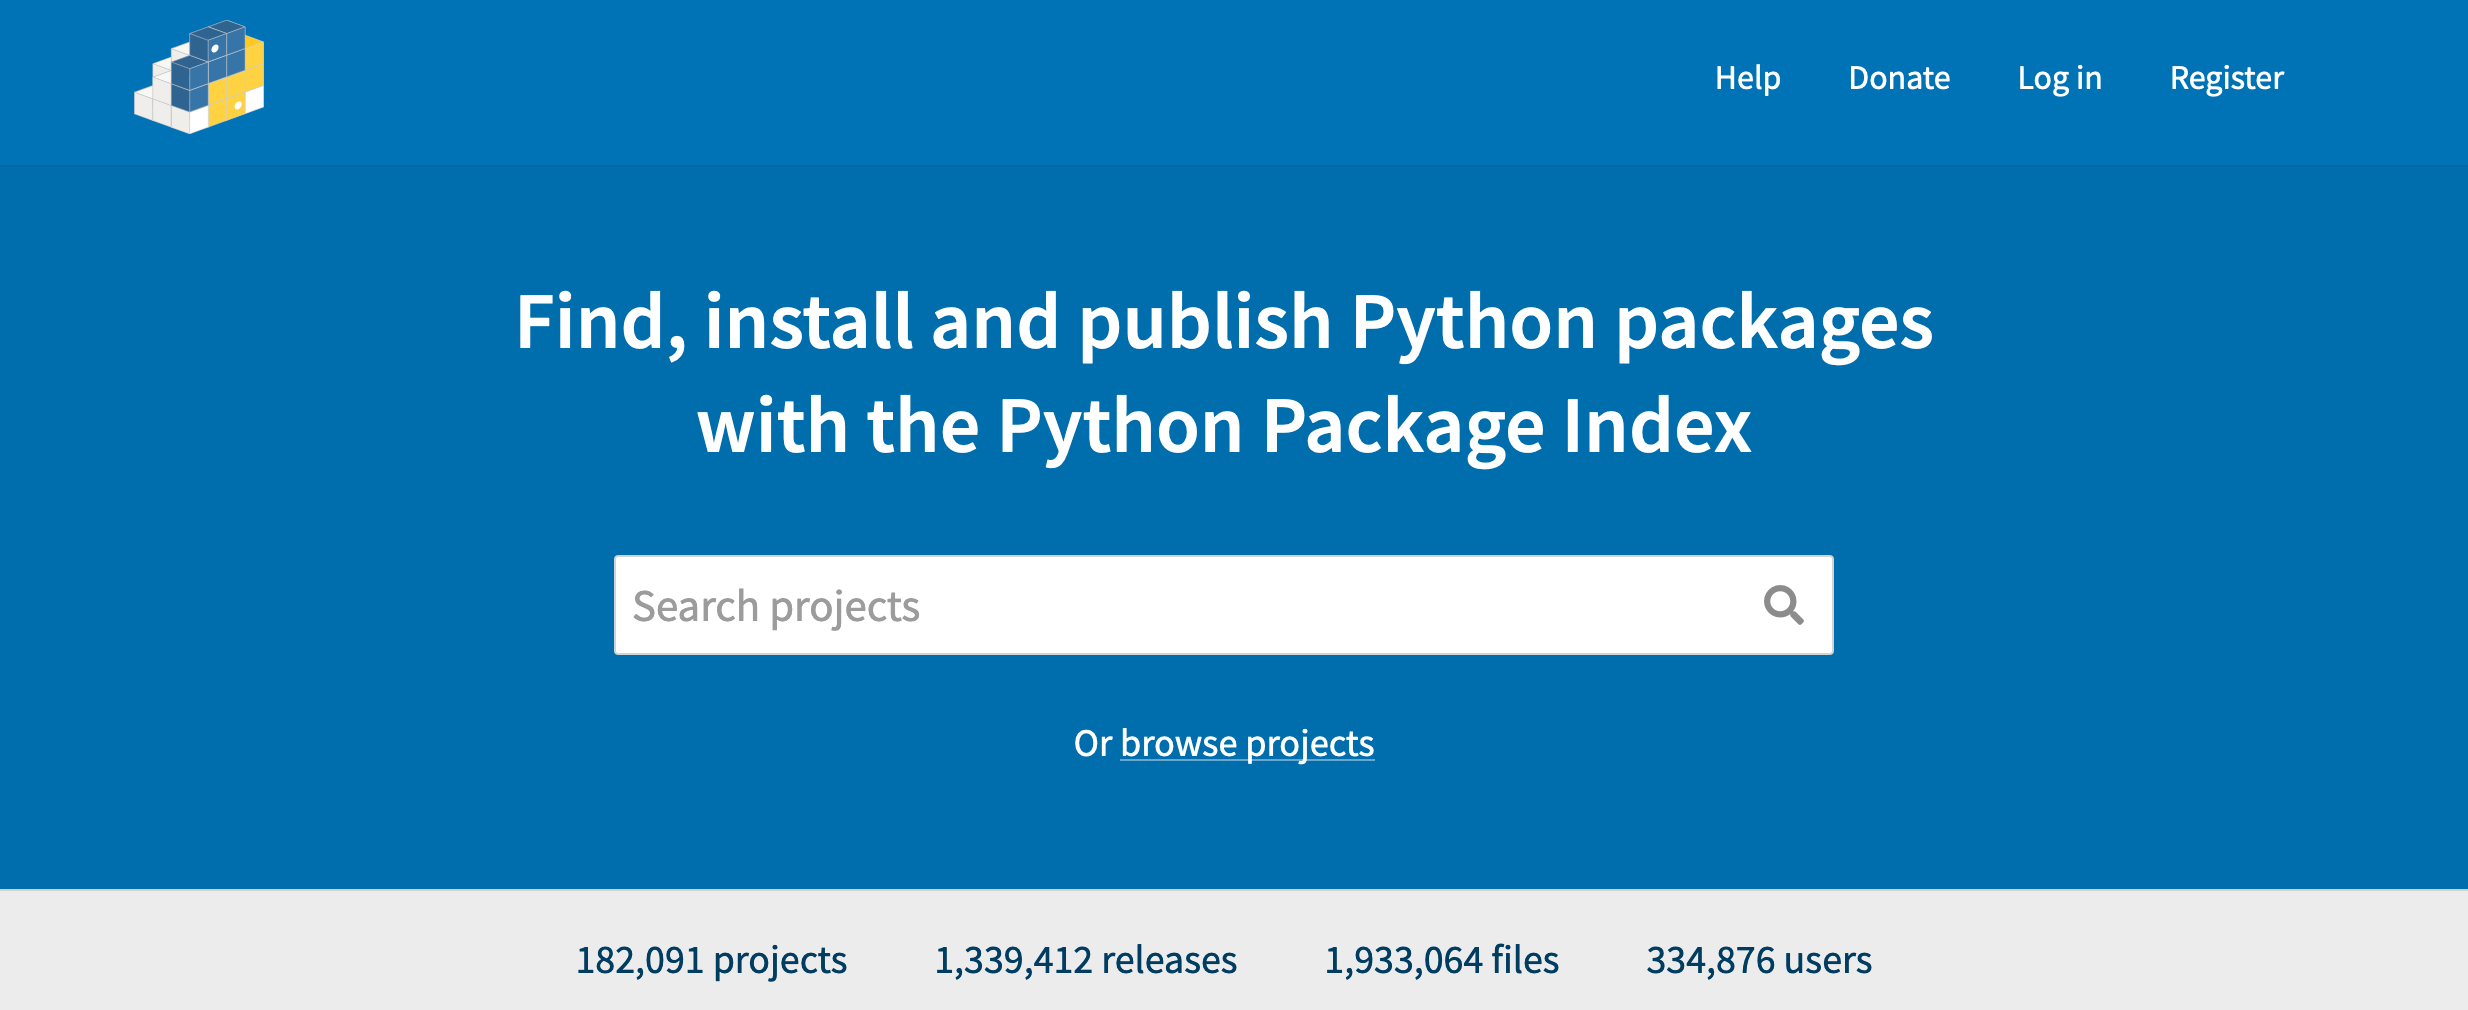 Help Donate Log in Register
Find, install and publish Python packages
with the Python Package Index
Search projects
Or browse projects
182,091 projects 1,339,412 releases 1,933,064 files 334,876 users